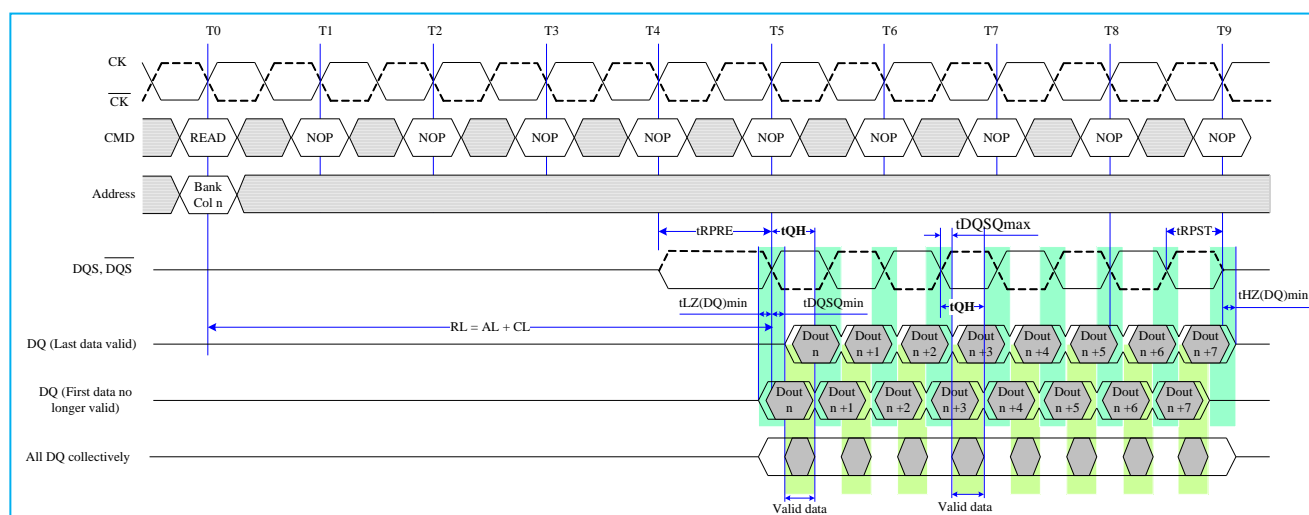 T0 T1 T2 T3 T4 T5 T6 T7 T8 T9
CK
CK
CMD READ NOP NOP NOP NOP NOP NOP NOP NOP NOP
Address
Bank
Col n
tRPRE tQH tDQSQmax tRPST
DQS, DQS
tLZ(DQ)min tDQSQmin tQH tHZ(DQ)min
RL = AL + CL
DQ (Last data valid)
Dout Dout Dout Dout Dout Dout Dout Dout
n n +1 n +2 n +3 n +4 n +5 n +6 n +7
DQ (First data no
longer valid)
Dout Dout Dout Dout Dout Dout Dout Dout
n n +1 n +2 n +3 n +4 n +5 n +6 n +7
All DQ collectively
Valid data Valid data